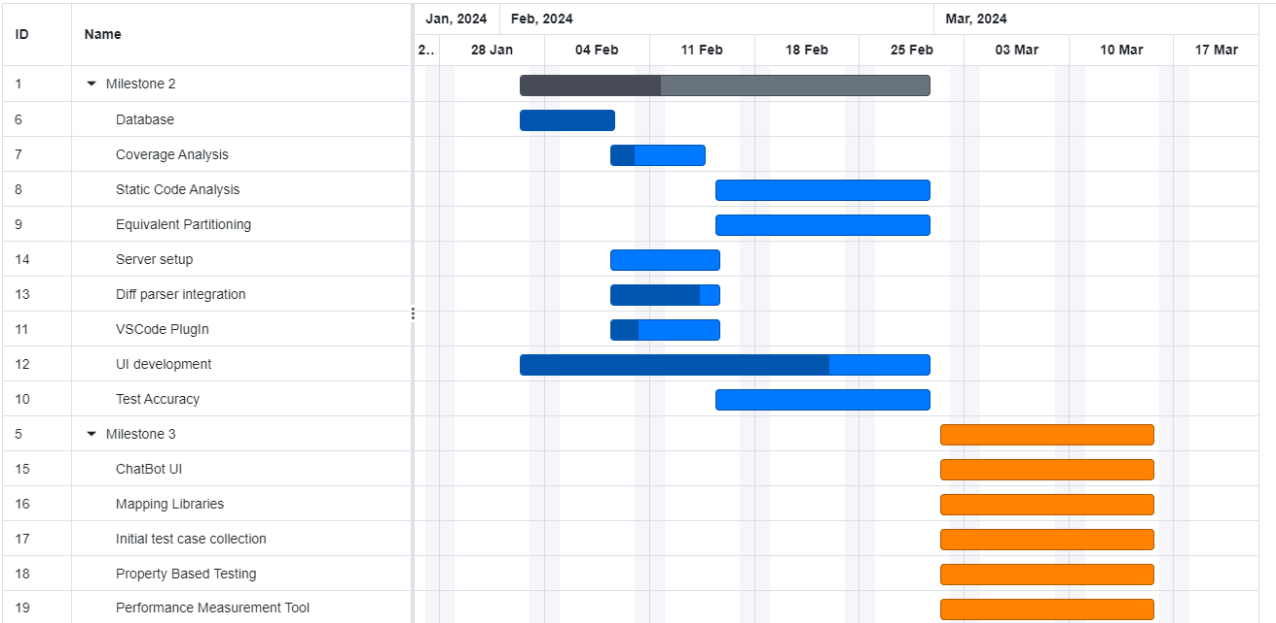 ID Name Jan, 2024 Feb, 2024 Mar, 2024
2.. 28 Jan 04 Feb 11 Feb 18 Feb 25 Feb 03 Mar 10 Mar 17 Mar
1 Milestone 2
6 Database
7 Coverage Analysis
8 Static Code Analysis
9 Equivalent Partitioning
14 Server setup
13 Diff parser integration
11 VSCode PlugIn
12 UI development
10 Test Accuracy
5 Milestone 3
15 ChatBot UI
16 Mapping Libraries
17 Initial test case collection
18 Property Based Testing
19 Performance Measurement Tool